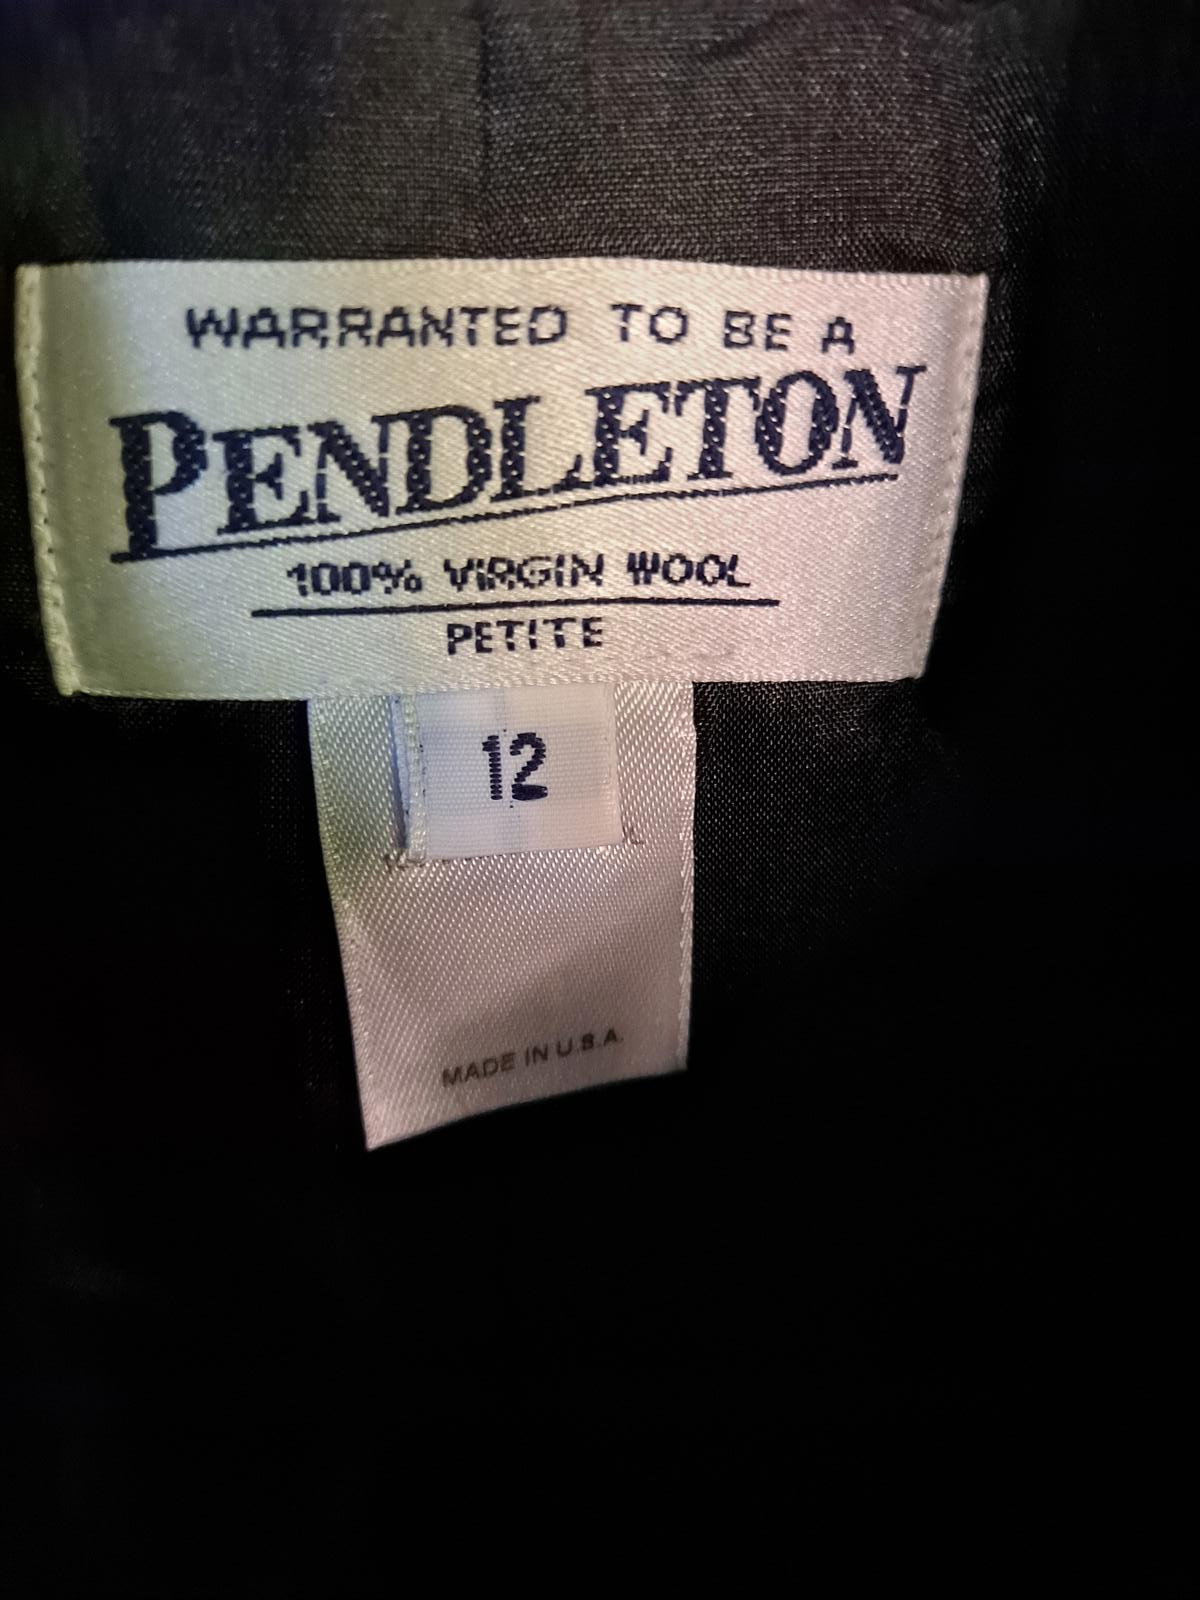 WARRANTED TO BE A
PENDLETON
100% VIRGIN WOOL
PETITE
12
MADE IN U.S.A.